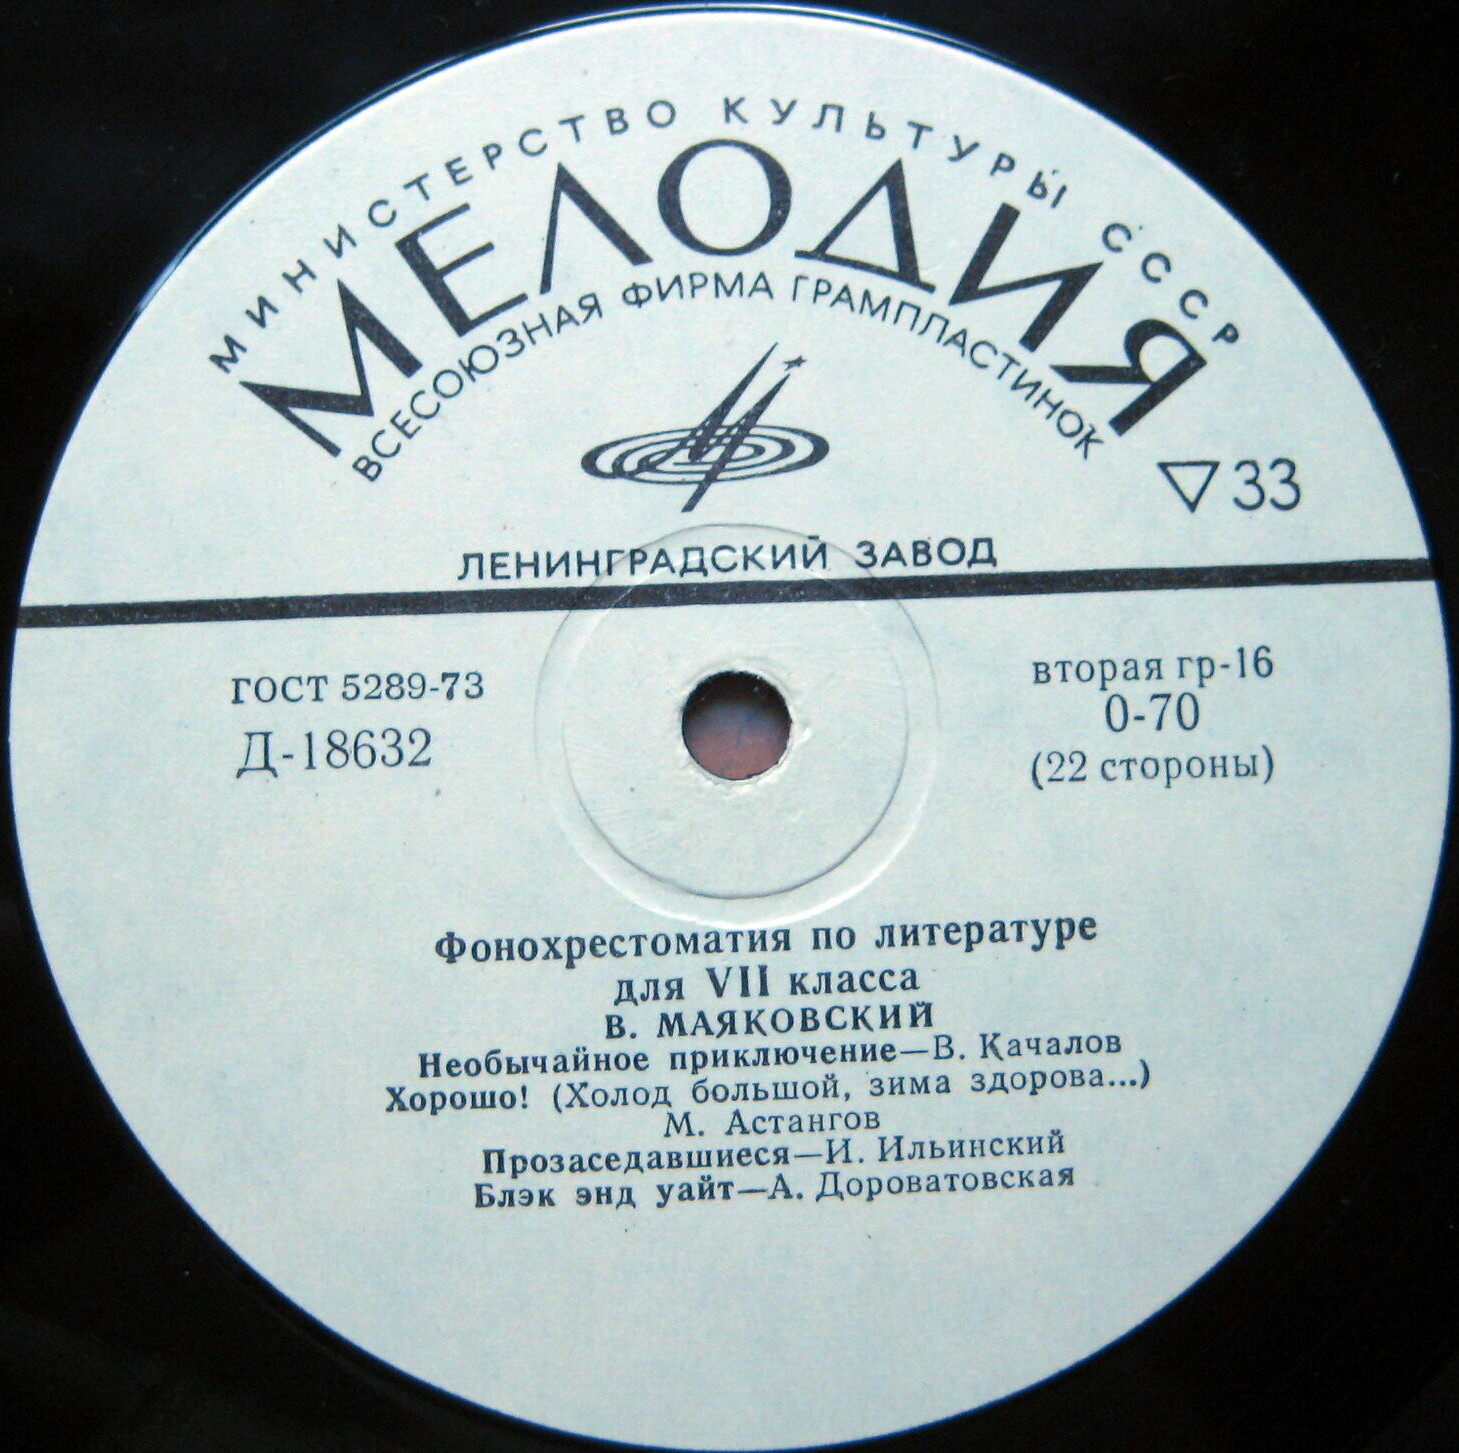 МИНИСТЕРСТВО КУЛЬТУРЫ СССР
МЕЛОДИЯ
ВСЕСОЮЗНАЯ ФИРМА ГРАМПЛАСТИНОК
33
ЛЕНИНГРАДСКИЙ ЗАВОД
ГОСТ 5289-73
Д-18632
вторая гр-16
0-70
(22 стороны)
Фонохрестоматия по литературе
для VII класса
В. МАЯКОВСКИЙ
Необычайное приключение—В. Качалов
Хорошо! (Холод большой, зима здорова...)
М. Астангов
Прозаседавшиеся—И. Ильинский
Блэк энд уайт—А. Дороватовская